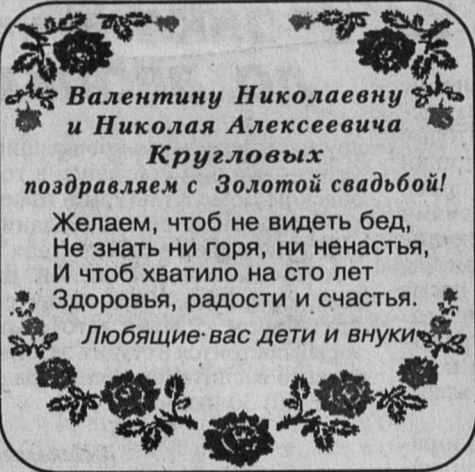 Валентину Николаевну
и Николая Алексеевича
Кругловых
поздравляем с Золотой свадьбой!
Желаем, чтоб не видеть бед,
Не знать ни горя, ни ненастья,
И чтоб хватило на сто лет
Здоровья, радости и счастья.
Любящие вас дети и внуки